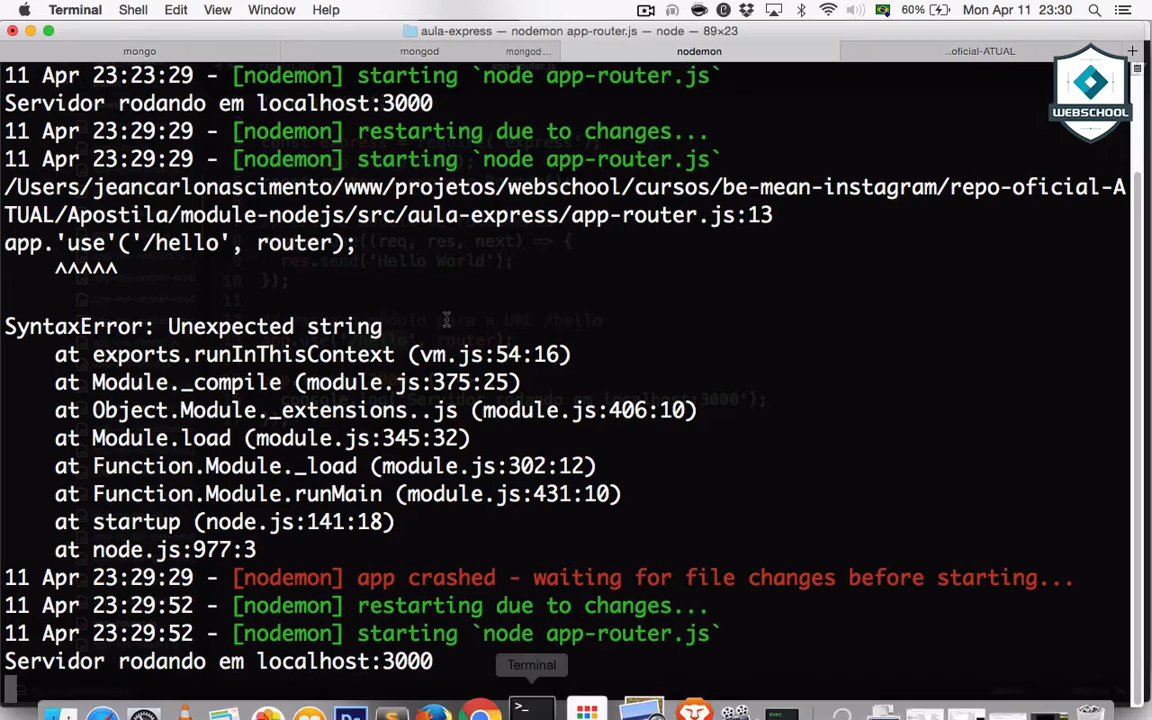 Terminal Shell Edit View Window Help 60% Mon Apr 11 23:30
aula-express — nodemon app-router.js — node — 89×23
mongo mongod mongod ... nodemon ..oficial-ATUAL +
11 Apr 23:23:29 - [nodemon] starting `node app-router.js`
WEBSCHOOL
Servidor rodando em localhost:3000
11 Apr 23:29:29 - [nodemon] restarting due to changes...
11 Apr 23:29:29 - [nodemon] starting `node app-router.js`
/Users/jeancarlonascimento/www/projetos/webschool/cursos/be-mean-instagram/repo-oficial-A
TUAL/Apostila/module-nodejs/src/aula-express/app-router.js:13
app.'use'('/hello', router);
^^^^^
SyntaxError: Unexpected string
at exports.runInThisContext (vm.js:54:16)
at Module._compile (module.js:375:25)
at Object.Module._extensions..js (module.js:406:10)
at Module.load (module.js:345:32)
at Function.Module._load (module.js:302:12)
at Function.Module.runMain (module.js:431:10)
at startup (node.js:141:18)
at node.js:977:3
11 Apr 23:29:29 - [nodemon] app crashed - waiting for file changes before starting...
11 Apr 23:29:52 - [nodemon] restarting due to changes...
11 Apr 23:29:52 - [nodemon] starting `node app-router.js`
Servidor rodando em localhost:3000
Terminal